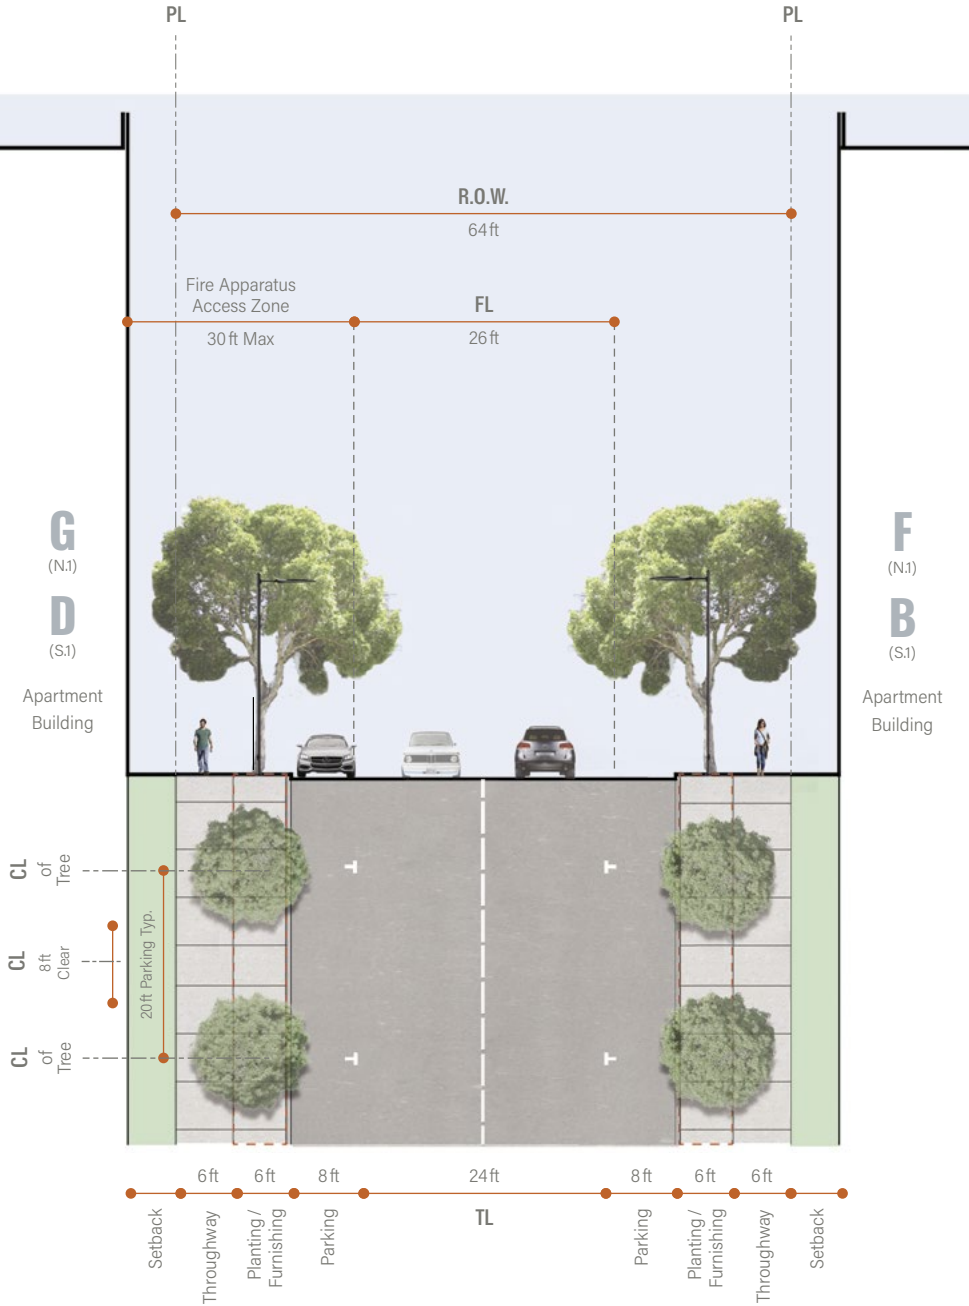 PL
PL
R.O.W.
64 ft
Fire Apparatus
Access Zone
30 ft Max
FL
26 ft
G
(N.1)
D
(S.1)
Apartment
Building
F
(N.1)
B
(S.1)
Apartment
Building
CL
of
Tree
CL
8 ft
Clear
20 ft Parking Typ.
CL
of
Tree
6 ft
6 ft
8 ft
24 ft
8 ft
6 ft
6 ft
Setback
Throughway
Planting /
Furnishing
Parking
TL
Parking
Planting /
Furnishing
Throughway
Setback